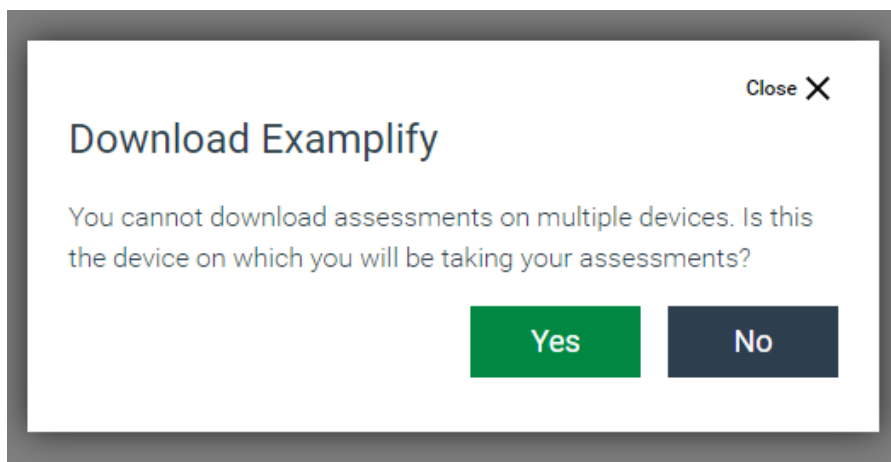 Close
Download Examplify
You cannot download assessments on multiple devices. Is this
the device on which you will be taking your assessments?
Yes
No